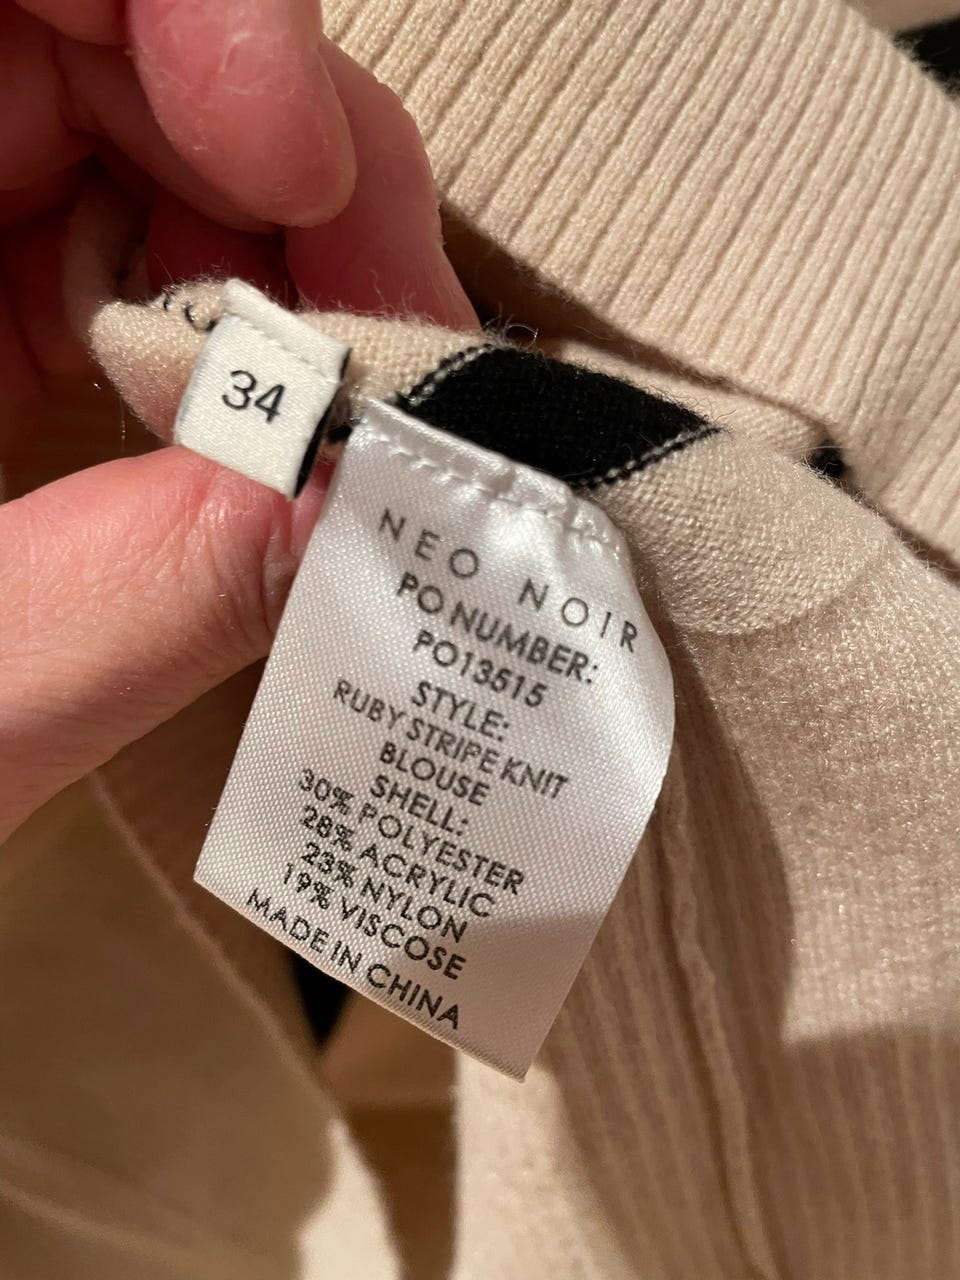 34
NEO NOIR
PO NUMBER:
PO13515
STYLE:
RUBY STRIPE KNIT
BLOUSE
SHELL:
30% POLYESTER
28% ACRYLIC
23% NYLON
19% VISCOSE
MADE IN CHINA